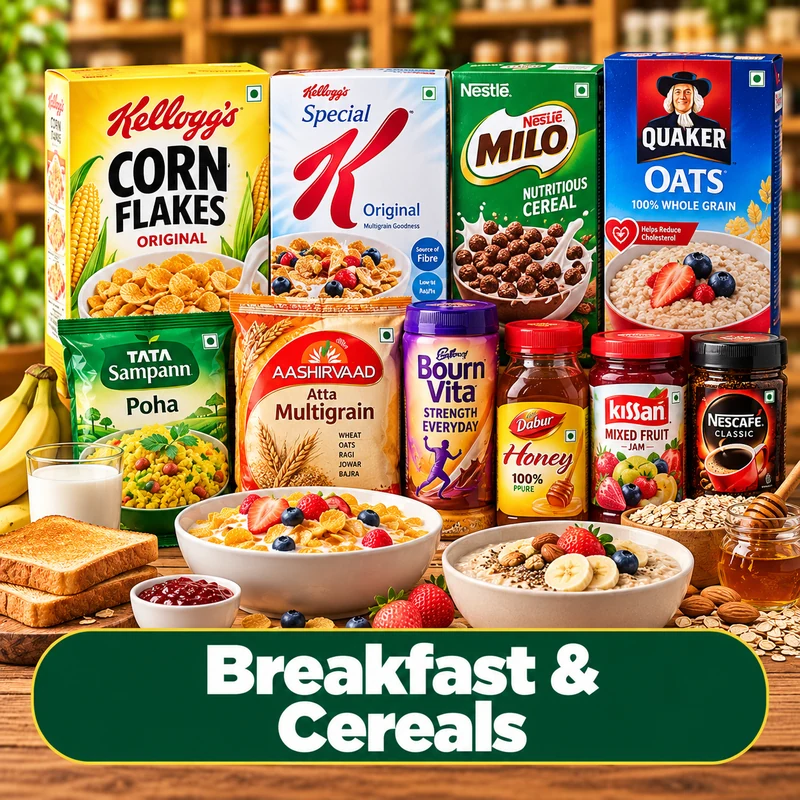 Kellogg's
CORN
FLAKES
ORIGINAL
Kellogg's
Special
K
Original
Multigrain Goodness
Source of
Fibre
Nestlé
Nestlé
MILO
NUTRITIOUS
CEREAL
QUAKER
OATS
100% WHOLE GRAIN
Helps Reduce
Cholesterol
TATA
Sampann
Poha
AASHIRVAAD
Atta
Multigrain
WHEAT
OATS
RAGI
JOWAR
BAJRA
Cadbury
Bourn
Vita
STRENGTH
EVERYDAY
Dabur
Honey
100%
PPURE
kissan
MIXED FRUIT
JAM
NESCAFÉ
CLASSIC
Breakfast &
Cereals